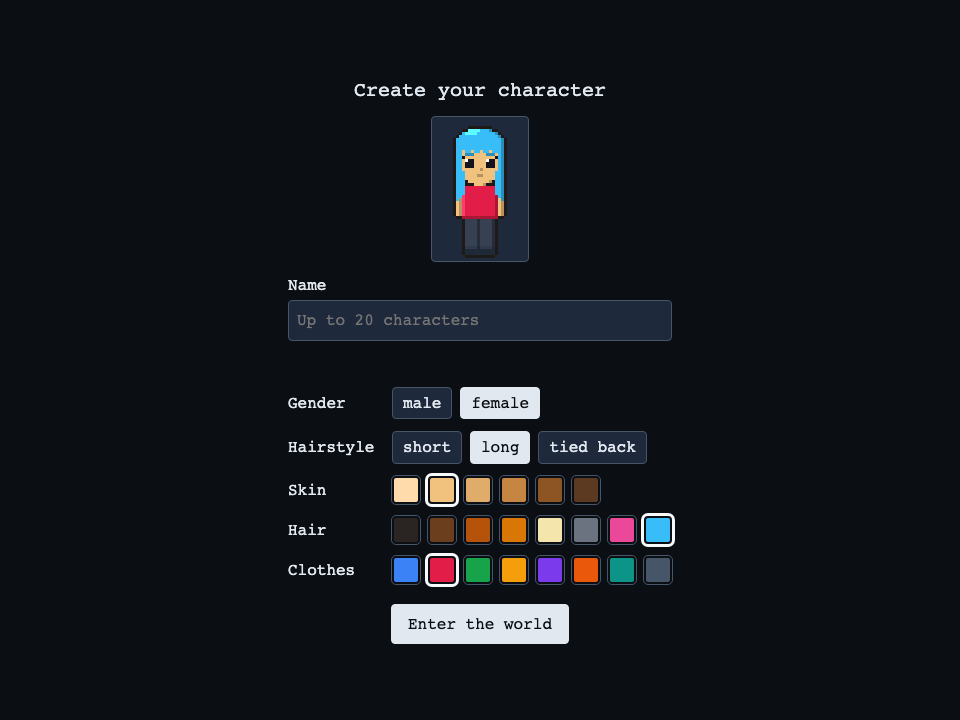 Create your character
Name
Up to 20 characters
Gender male female
Hairstyle short long tied back
Skin
Hair
Clothes
Enter the world